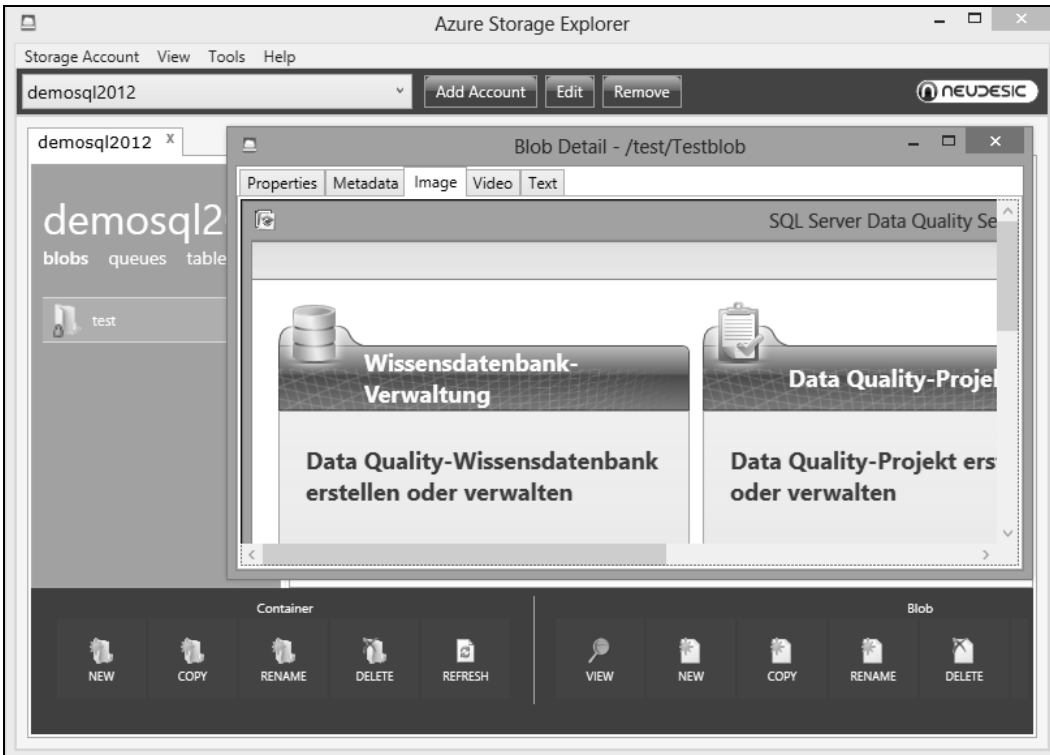 Azure Storage Explorer
Storage Account View Tools Help
demosql2012 Add Account Edit Remove NEUDESIC
demosql2012 x
Blob Detail - /test/Testblob
Properties Metadata Image Video Text
SQL Server Data Quality Se
demosql2
blobs queues table
test
Wissensdatenbank-
Verwaltung
Data Quality-Projek
Data Quality-Wissensdatenbank
erstellen oder verwalten
Data Quality-Projekt ers
oder verwalten
Container
NEW COPY RENAME DELETE REFRESH
Blob
VIEW NEW COPY RENAME DELETE